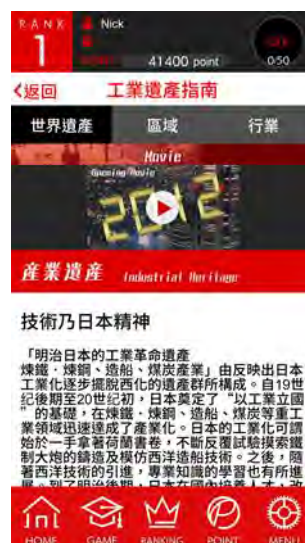 RANK
1
Nick
41400 point
0:50
返回
工業遺產指南
世界遺產
區域
行業
Movie
Opening Movie
2012
産業遺産
Industrial Heritage
技術乃日本精神
「明治日本的工業革命遺產
煉鐵・煉鋼、造船、煤炭產業」由反映出日本
工業化逐步擺脫西化的遺產群所構成。自19世
纪後期至20世纪初,日本奠定了“以工業立國
”的基礎,在煉鐵・煉鋼、造船、煤炭等重工
業領域迅速達成了產業化。日本的工業化可謂
始於一手拿著荷蘭書卷,不斷反覆試驗摸索鐵
制大炮的鑄造及模仿西洋造船技術。之後,隨
著西洋技術的引進,專業知識的學習也有所進
HOME
GAME
RANKING
POINT
MENU